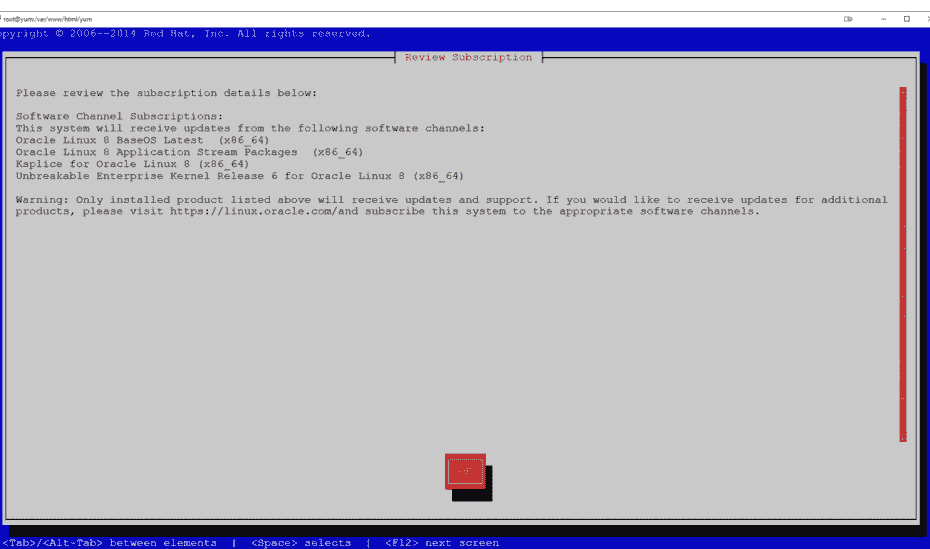 root@yum:/var/www/html/yum
opyright © 2006--2014 Red Hat, Inc. All rights reserved.
Review Subscription
Please review the subscription details below:
Software Channel Subscriptions:
This system will receive updates from the following software channels:
Oracle Linux 8 BaseOS Latest (x86_64)
Oracle Linux 8 Application Stream Packages (x86_64)
Ksplice for Oracle Linux 8 (x86_64)
Unbreakable Enterprise Kernel Release 6 for Oracle Linux 8 (x86_64)
Warning: Only installed product listed above will receive updates and support. If you would like to receive updates for additional
products, please visit https://linux.oracle.com/and subscribe this system to the appropriate software channels.
<Tab>/<Alt-Tab> between elements | <Space> selects | <F12> next screen